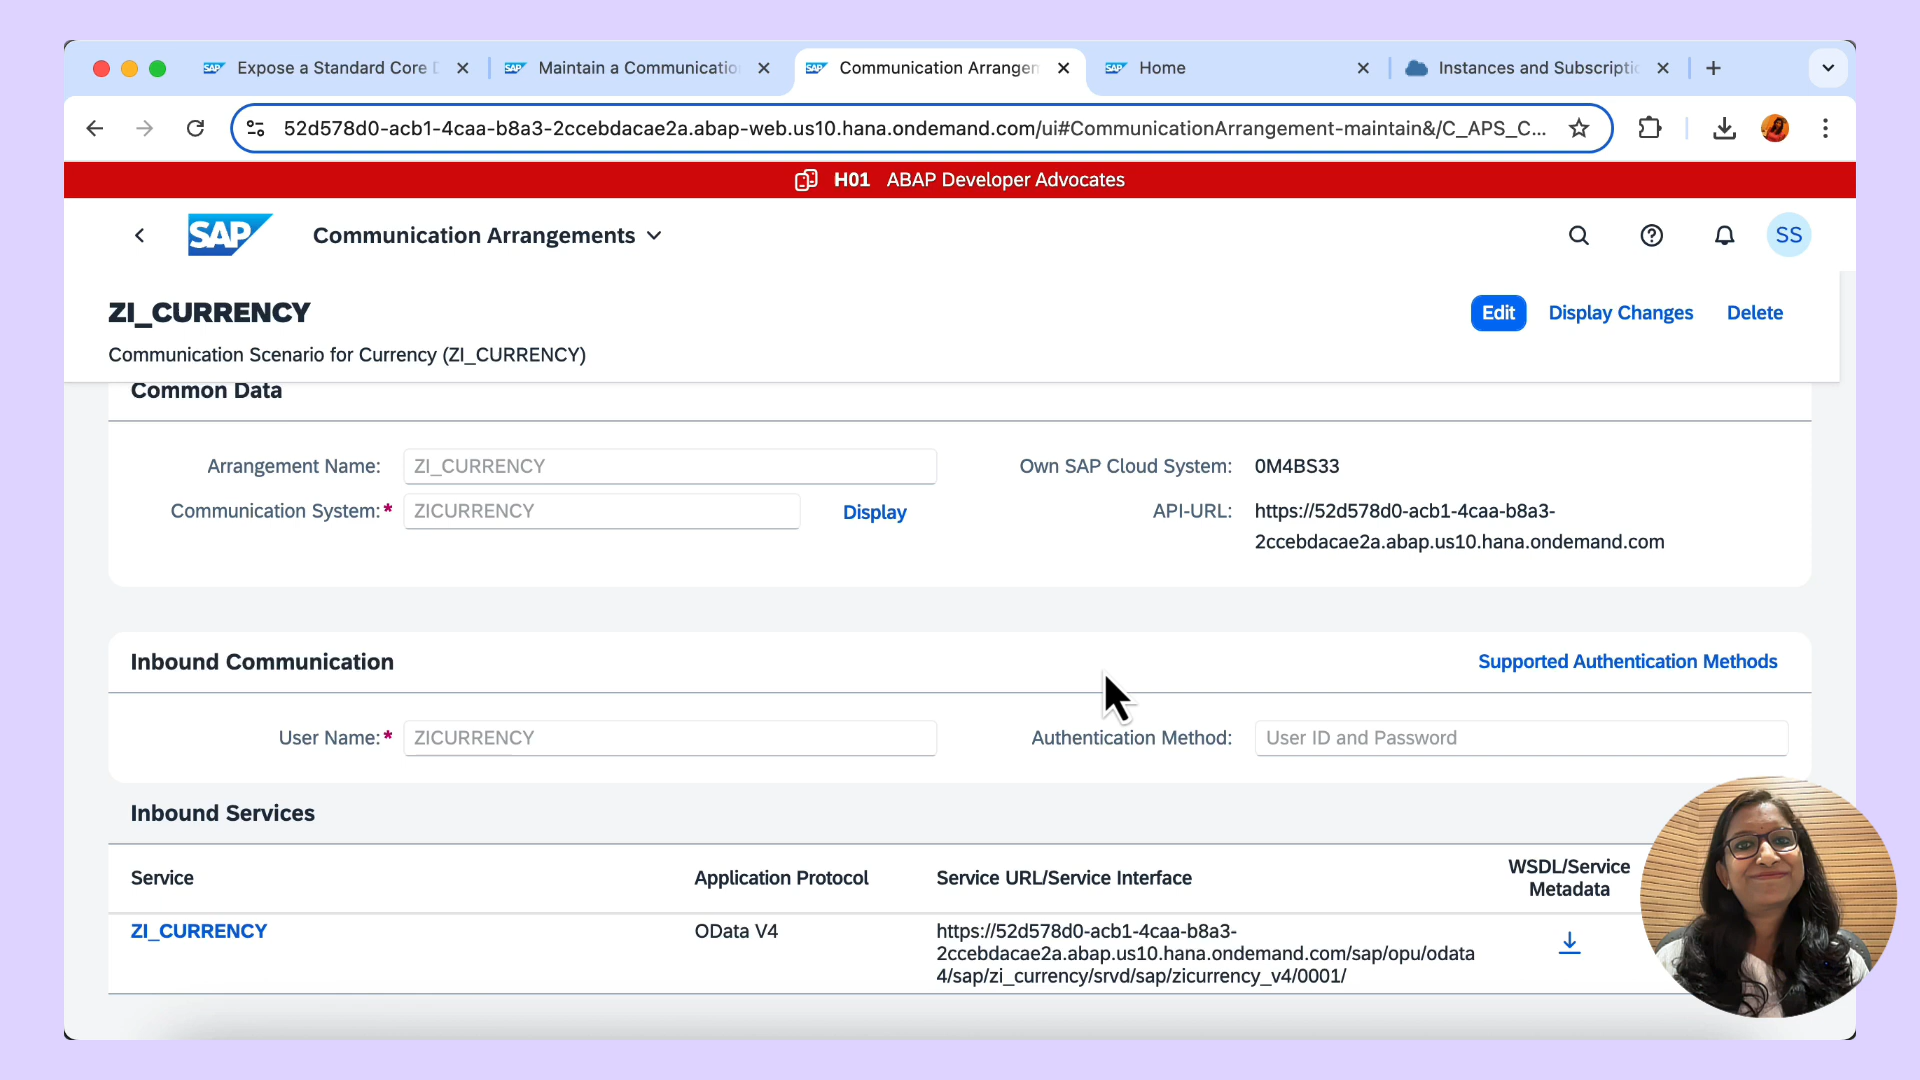 SAP Expose a Standard Core D
SAP Maintain a Communicatio
SAP Communication Arrangem
SAP Home
Instances and Subscriptio
52d578d0-acb1-4caa-b8a3-2ccebdacae2a.abap-web.us10.hana.ondemand.com/ui#CommunicationArrangement-maintain&/C_APS_C...
H01 ABAP Developer Advocates
SAP Communication Arrangements
SS
ZI_CURRENCY
Edit Display Changes Delete
Communication Scenario for Currency (ZI_CURRENCY)
Common Data
Arrangement Name: ZI_CURRENCY
Own SAP Cloud System: 0M4BS33
Communication System:* ZICURRENCY Display
API-URL: https://52d578d0-acb1-4caa-b8a3-
2ccebdacae2a.abap.us10.hana.ondemand.com
Inbound Communication
Supported Authentication Methods
User Name:* ZICURRENCY
Authentication Method: User ID and Password
Inbound Services
Service
Application Protocol
Service URL/Service Interface
WSDL/Service
Metadata
ZI_CURRENCY
OData V4
https://52d578d0-acb1-4caa-b8a3-
2ccebdacae2a.abap.us10.hana.ondemand.com/sap/opu/odata
4/sap/zi_currency/srvd/sap/zicurrency_v4/0001/